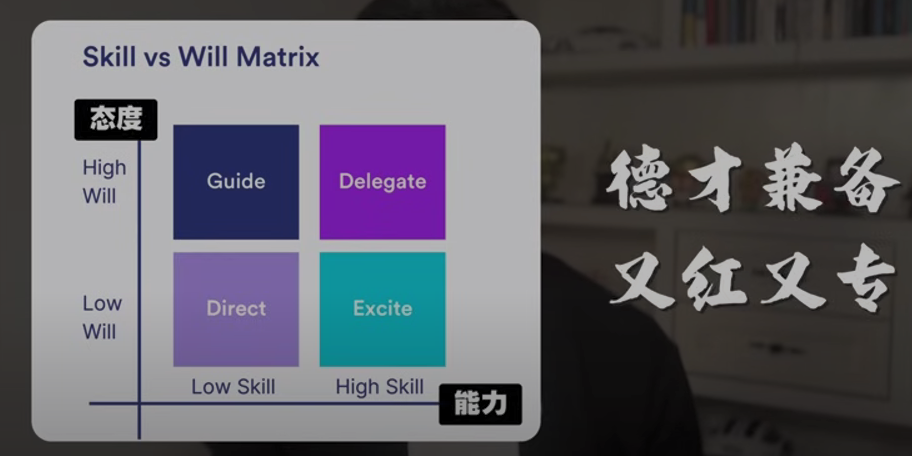 Skill vs Will Matrix
态度
High
Will
Guide
Delegate
Low
Will
Direct
Excite
Low Skill
High Skill
能力
德才兼备
又红又专